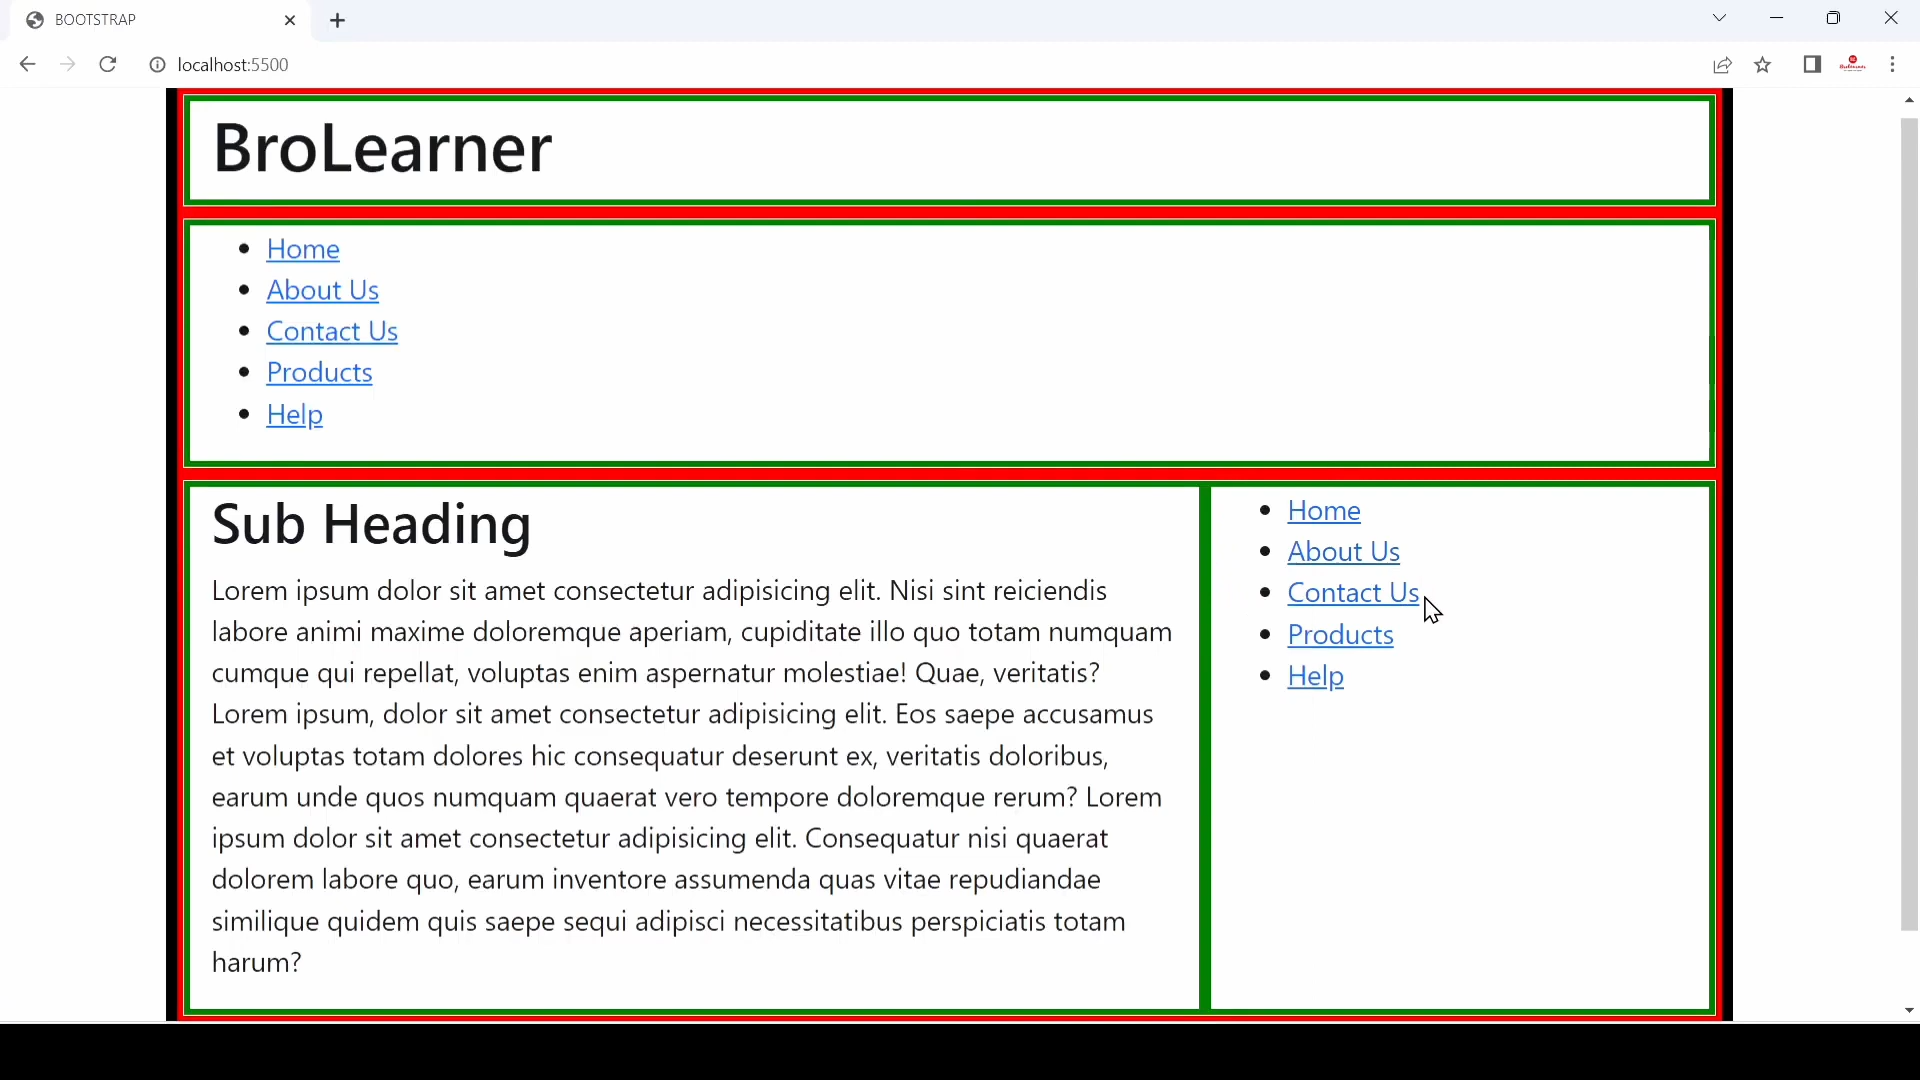 BOOTSTRAP
localhost:5500
BroLearner
Home
About Us
Contact Us
Products
Help
Sub Heading
Lorem ipsum dolor sit amet consectetur adipisicing elit. Nisi sint reiciendis
labore animi maxime doloremque aperiam, cupiditate illo quo totam numquam
cumque qui repellat, voluptas enim aspernatur molestiae! Quae, veritatis?
Lorem ipsum, dolor sit amet consectetur adipisicing elit. Eos saepe accusamus
et voluptas totam dolores hic consequatur deserunt ex, veritatis doloribus,
earum unde quos numquam quaerat vero tempore doloremque rerum? Lorem
ipsum dolor sit amet consectetur adipisicing elit. Consequatur nisi quaerat
dolorem labore quo, earum inventore assumenda quas vitae repudiandae
similique quidem quis saepe sequi adipisci necessitatibus perspiciatis totam
harum?
Home
About Us
Contact Us
Products
Help